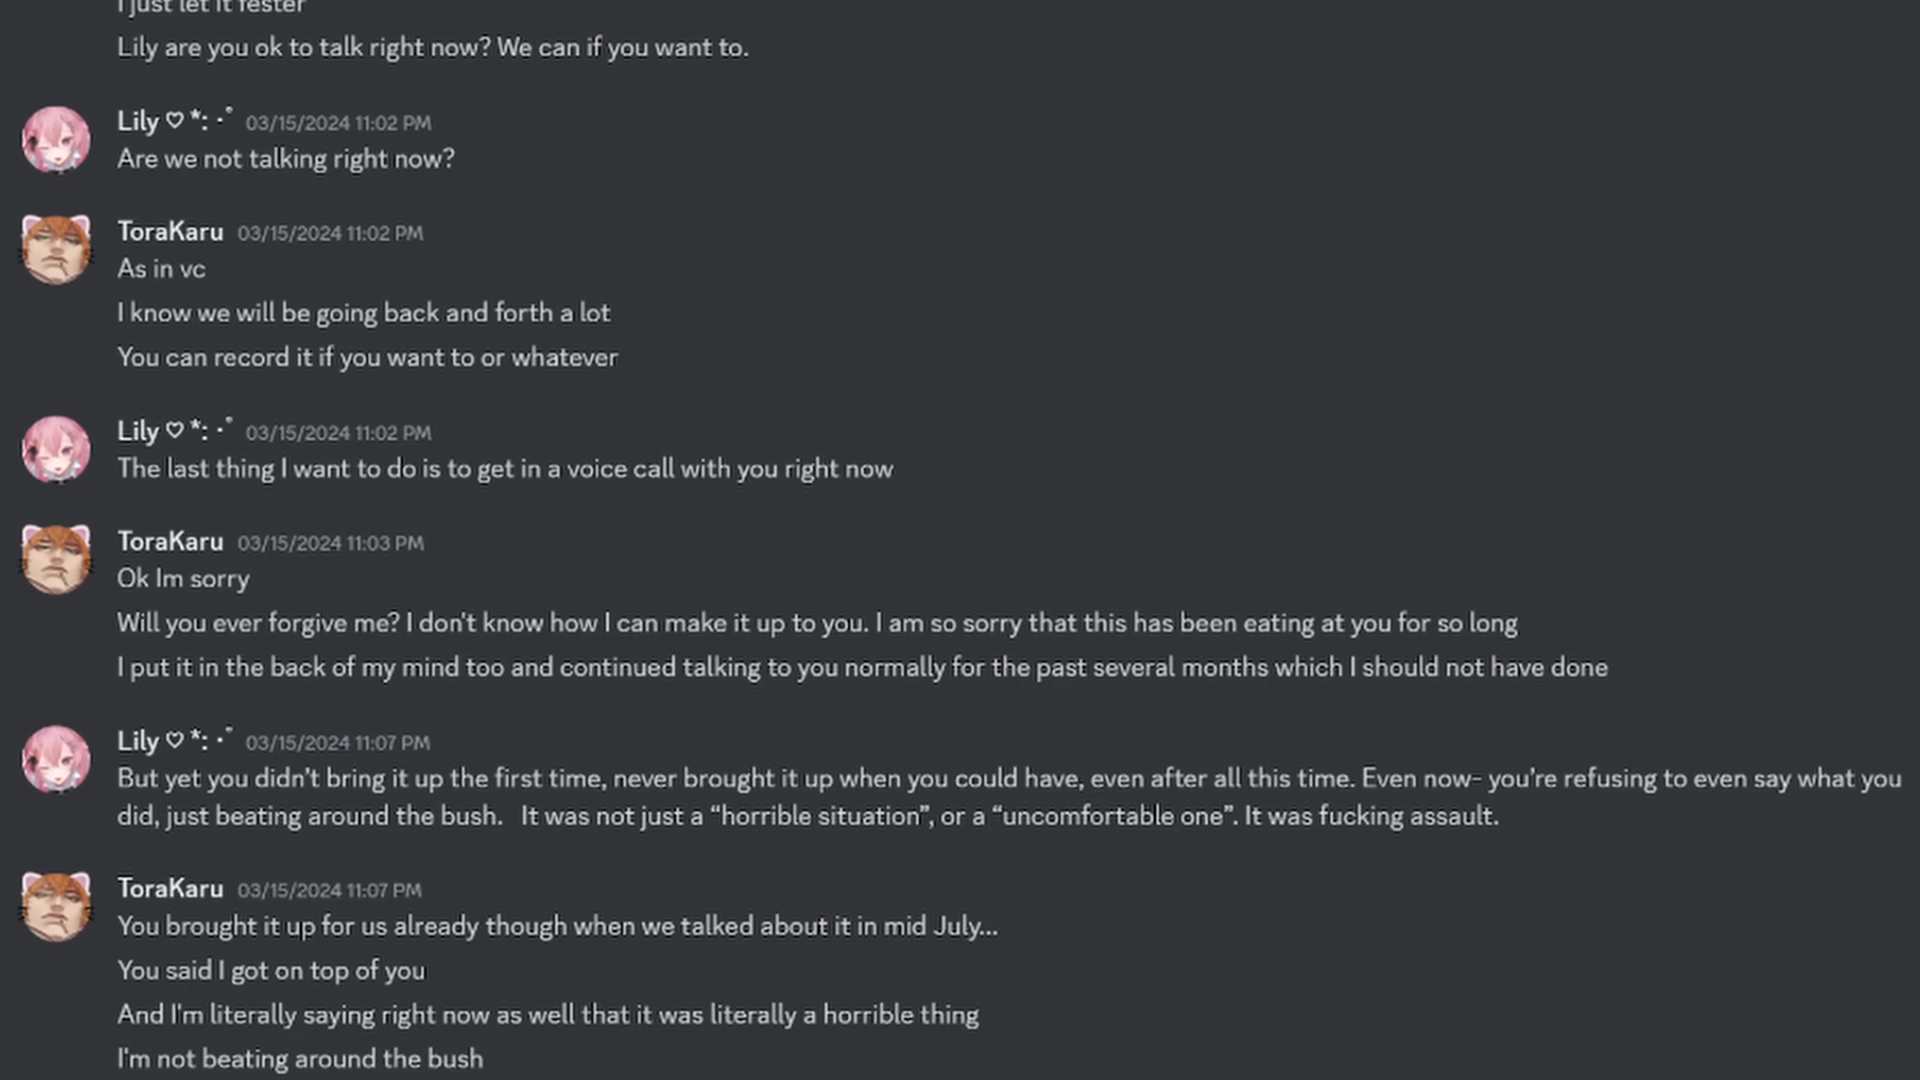 I just let it fester
Lily are you ok to talk right now? We can if you want to.
Lily ♡ *: ･ﾟ 03/15/2024 11:02 PM
Are we not talking right now?
ToraKaru 03/15/2024 11:02 PM
As in vc
I know we will be going back and forth a lot
You can record it if you want to or whatever
Lily ♡ *: ･ﾟ 03/15/2024 11:02 PM
The last thing I want to do is to get in a voice call with you right now
ToraKaru 03/15/2024 11:03 PM
Ok Im sorry
Will you ever forgive me? I don't know how I can make it up to you. I am so sorry that this has been eating at you for so long
I put it in the back of my mind too and continued talking to you normally for the past several months which I should not have done
Lily ♡ *: ･ﾟ 03/15/2024 11:07 PM
But yet you didn't bring it up the first time, never brought it up when you could have, even after all this time. Even now- you're refusing to even say what you
did, just beating around the bush.   It was not just a “horrible situation”, or a “uncomfortable one”. It was fucking assault.
ToraKaru 03/15/2024 11:07 PM
You brought it up for us already though when we talked about it in mid July...
You said I got on top of you
And I'm literally saying right now as well that it was literally a horrible thing
I'm not beating around the bush